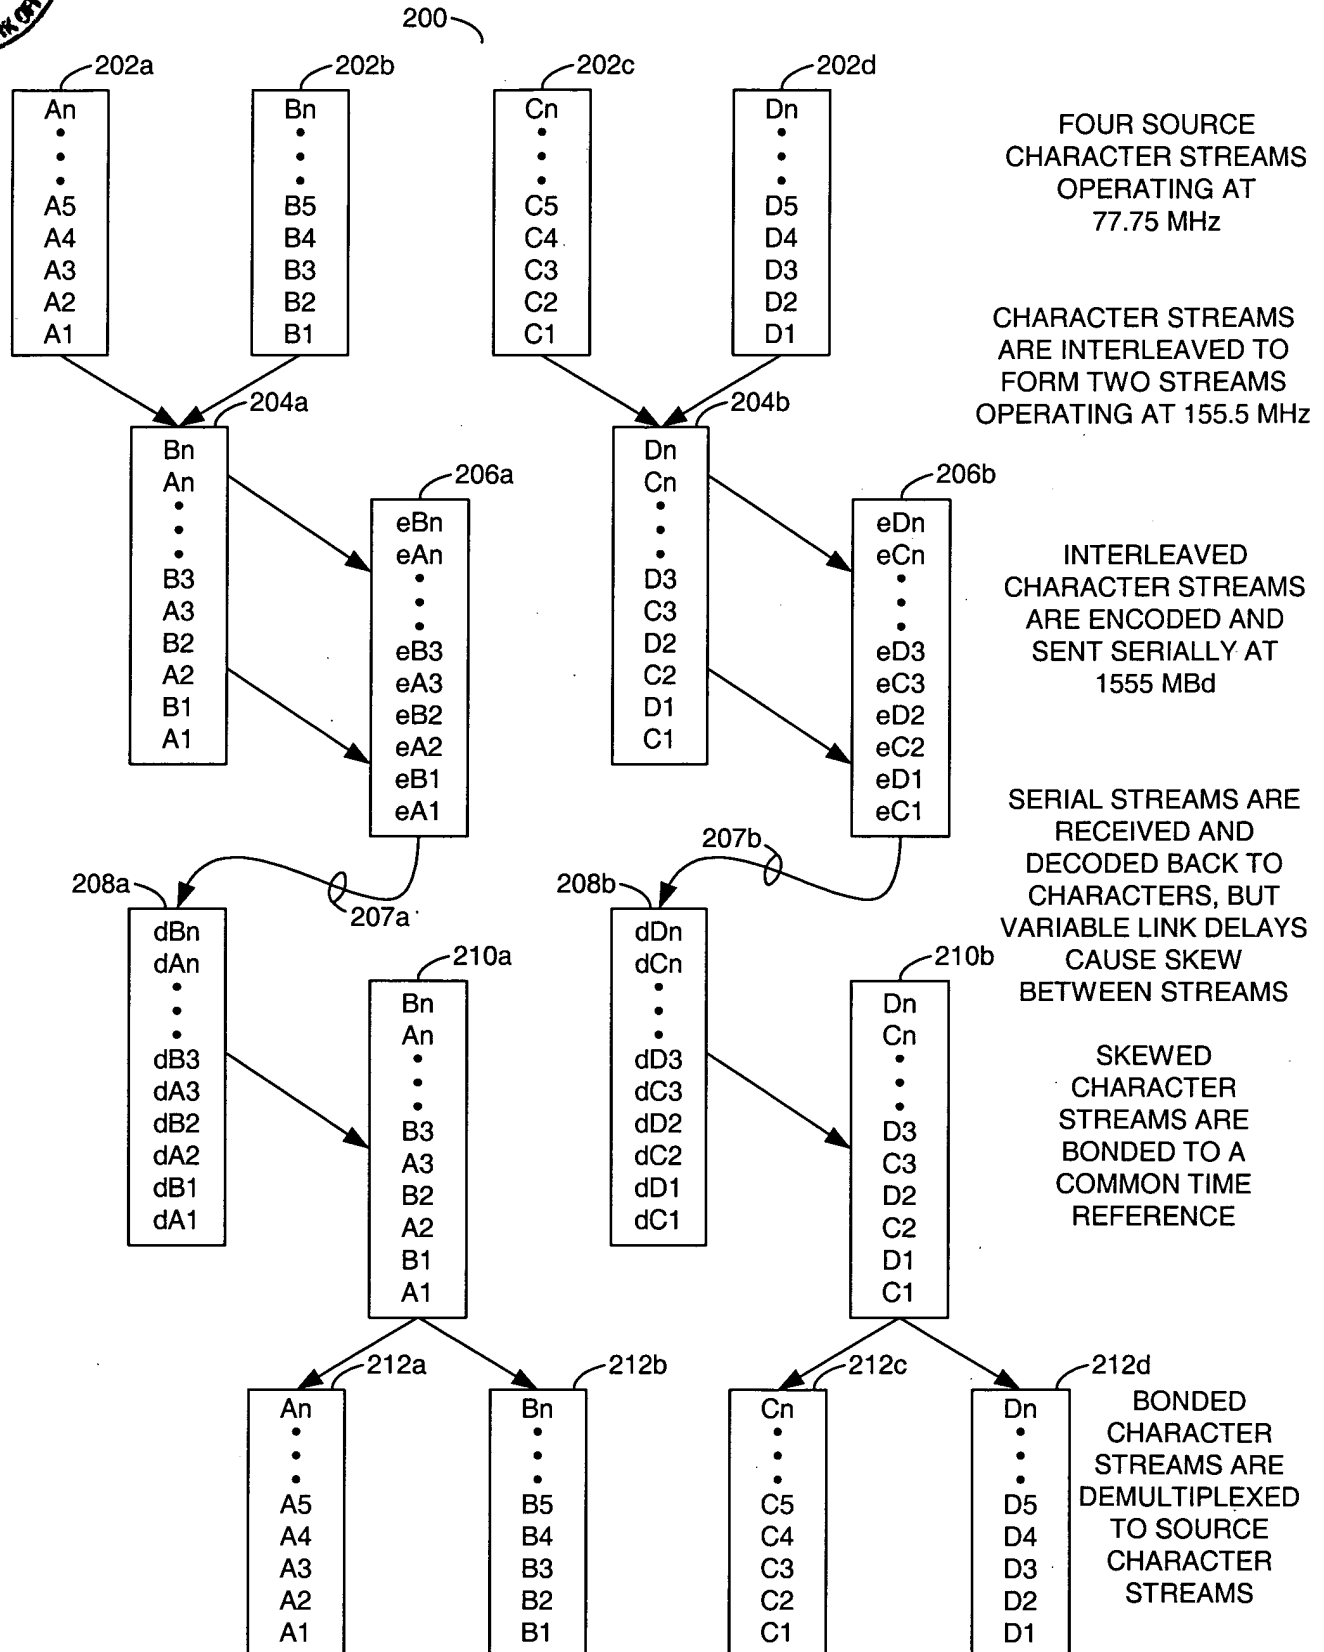 200
202a
202b
202c
202d
An
A5
A4
A3
A2
A1
Bn
B5
B4
B3
B2
B1
Cn
C5
C4
C3
C2
C1
Dn
D5
D4
D3
D2
D1
FOUR SOURCE
CHARACTER STREAMS
OPERATING AT
77.75 MHz
CHARACTER STREAMS
ARE INTERLEAVED TO
FORM TWO STREAMS
OPERATING AT 155.5 MHz
204a
Bn
An
B3
A3
B2
A2
B1
A1
206a
eBn
eAn
eB3
eA3
eB2
eA2
eB1
eA1
204b
Dn
Cn
D3
C3
D2
C2
D1
C1
206b
eDn
eCn
eD3
eC3
eD2
eC2
eD1
eC1
INTERLEAVED
CHARACTER STREAMS
ARE ENCODED AND
SENT SERIALLY AT
1555 MBd
207a
207b
208a
dBn
dAn
dB3
dA3
dB2
dA2
dB1
dA1
210a
Bn
An
B3
A3
B2
A2
B1
A1
208b
dDn
dCn
dD3
dC3
dD2
dC2
dD1
dC1
210b
Dn
Cn
D3
C3
D2
C2
D1
C1
SERIAL STREAMS ARE
RECEIVED AND
DECODED BACK TO
CHARACTERS, BUT
VARIABLE LINK DELAYS
CAUSE SKEW
BETWEEN STREAMS
SKEWED
CHARACTER
STREAMS ARE
BONDED TO A
COMMON TIME
REFERENCE
212a
212b
212c
212d
An
A5
A4
A3
A2
A1
Bn
B5
B4
B3
B2
B1
Cn
C5
C4
C3
C2
C1
Dn
D5
D4
D3
D2
D1
BONDED
CHARACTER
STREAMS ARE
DEMULTIPLEXED
TO SOURCE
CHARACTER
STREAMS